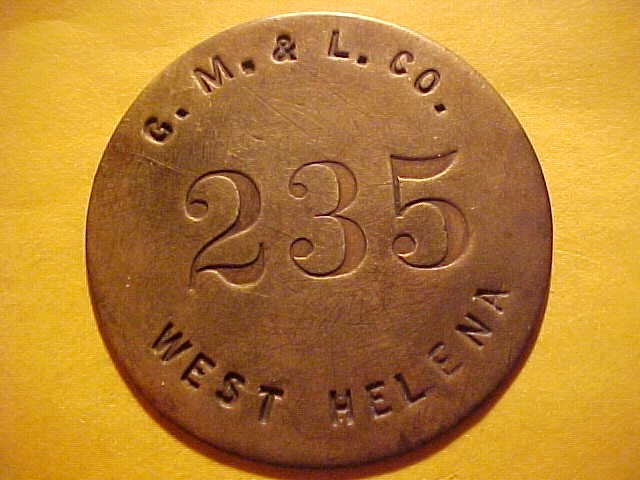 G. M. & L. CO.
235
WEST HELENA